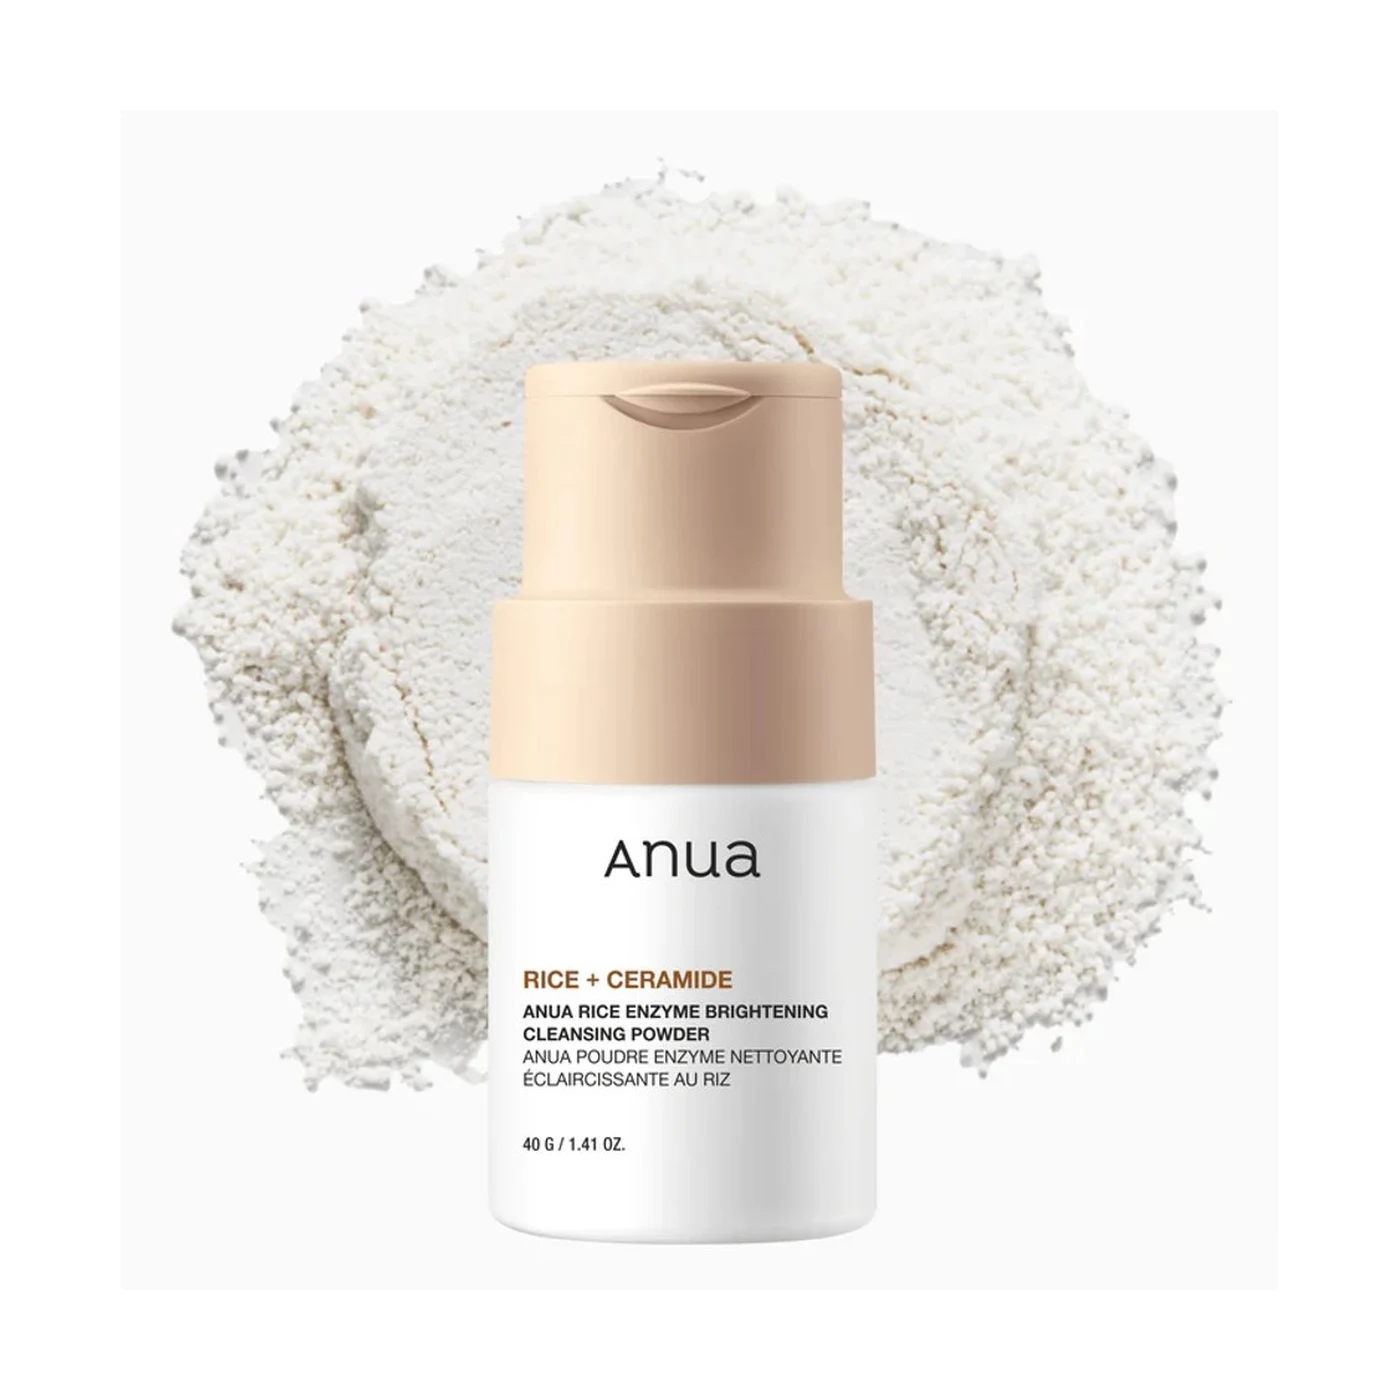 Anua
RICE + CERAMIDE
ANUA RICE ENZYME BRIGHTENING
CLEANSING POWDER
ANUA POUDRE ENZYME NETTOYANTE
ÉCLAIRCISSANTE AU RIZ
40 G / 1.41 OZ.